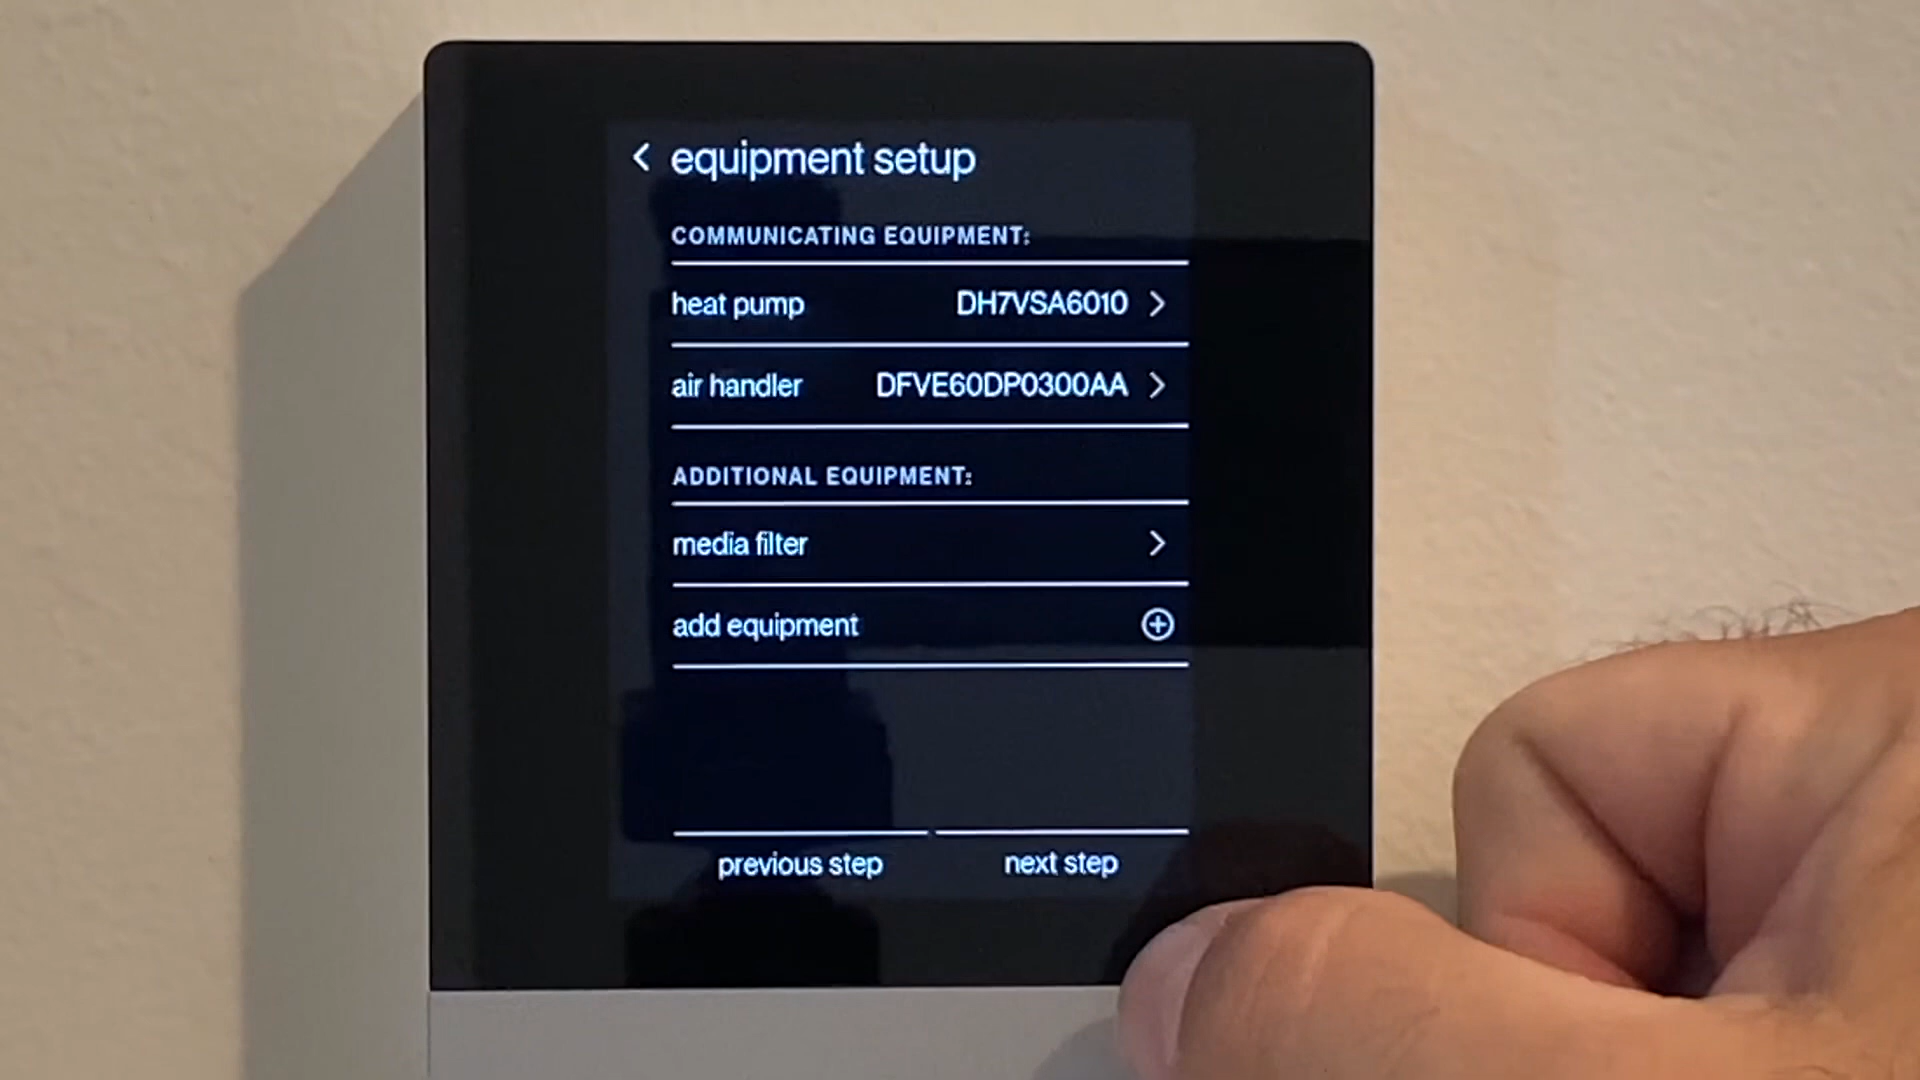 equipment setup
COMMUNICATING EQUIPMENT:
heat pump DH7VSA6010
air handler DFVE60DP0300AA
ADDITIONAL EQUIPMENT:
media filter
add equipment
previous step next step